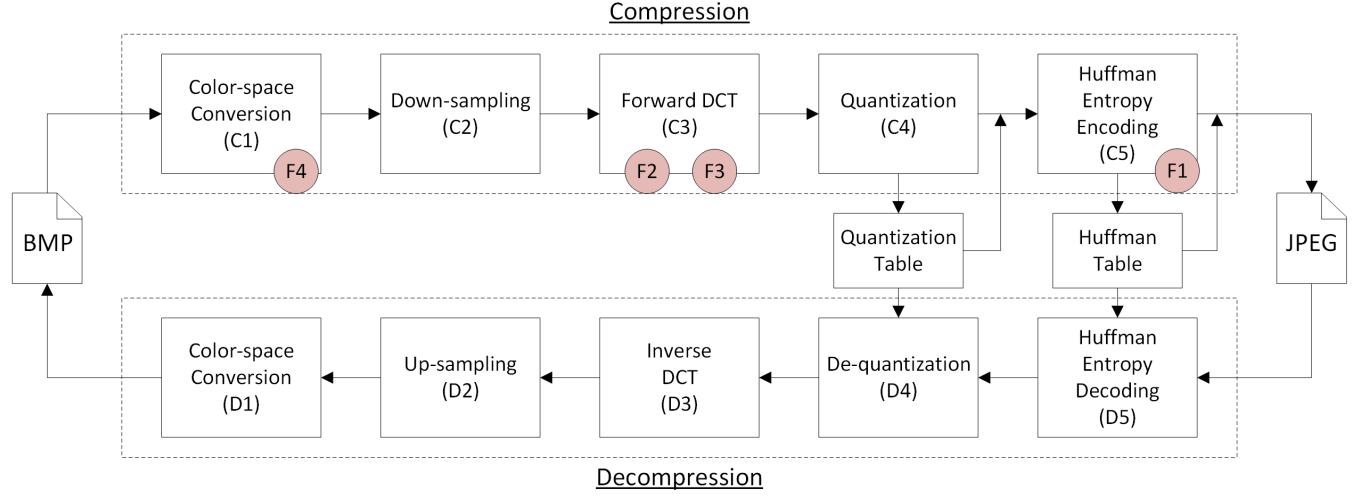 Compression
Color-space
Conversion
(C1)
F4
Down-sampling
(C2)
Forward DCT
(C3)
F2
F3
Quantization
(C4)
Huffman
Entropy
Encoding
(C5)
F1
BMP
Quantization
Table
Huffman
Table
JPEG
Color-space
Conversion
(D1)
Up-sampling
(D2)
Inverse
DCT
(D3)
De-quantization
(D4)
Huffman
Entropy
Decoding
(D5)
Decompression